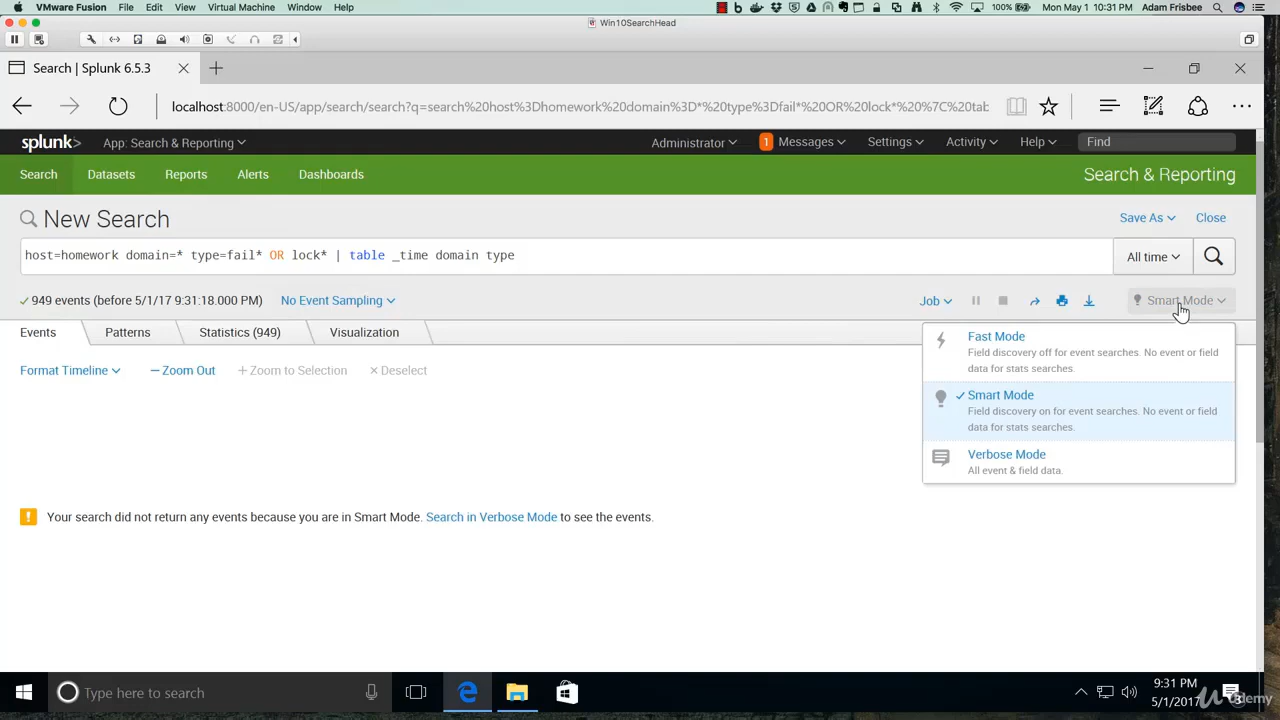 VMware Fusion File Edit View Virtual Machine Window Help 100% Mon May 1 10:31 PM Adam Frisbee
Win10SearchHead
Search | Splunk 6.5.3
localhost:8000/en-US/app/search/search?q=search%20host%3Dhomework%20domain%3D*%20type%3Dfail*%20OR%20lock*%20%7C%20tab
splunk> App: Search & Reporting Administrator 1 Messages Settings Activity Help Find
Search Datasets Reports Alerts Dashboards Search & Reporting
New Search Save As Close
host=homework domain=* type=fail* OR lock* | table _time domain type All time
949 events (before 5/1/17 9:31:18.000 PM) No Event Sampling Job Smart Mode
Events Patterns Statistics (949) Visualization
Format Timeline Zoom Out + Zoom to Selection × Deselect
Fast Mode
Field discovery off for event searches. No event or field
data for stats searches.
Smart Mode
Field discovery on for event searches. No event or field
data for stats searches.
Verbose Mode
All event & field data.
Your search did not return any events because you are in Smart Mode. Search in Verbose Mode to see the events.
Type here to search
9:31 PM
5/1/2017
Udemy